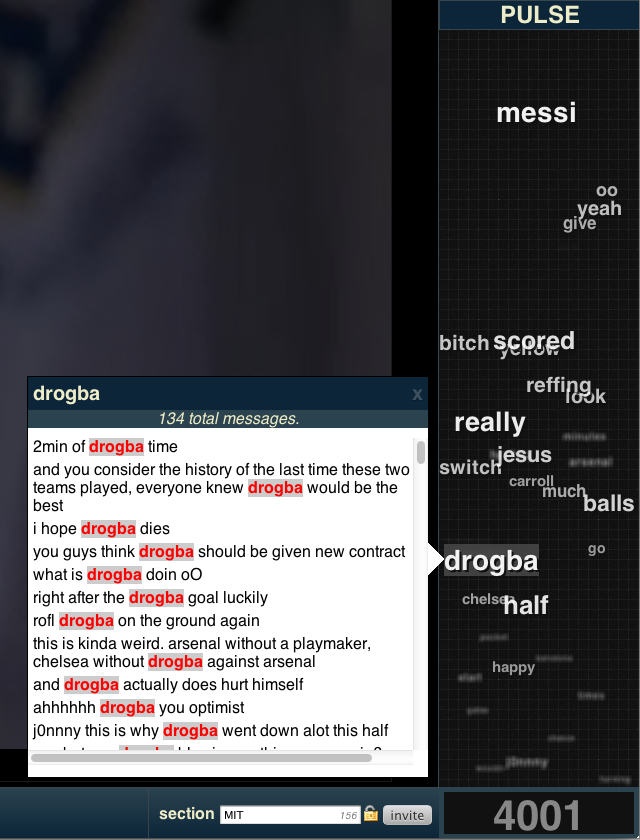 PULSE
messi
oo
yeah
give
bitch scored
yellow
reffing
look
really
minutes
jesus
arsenal
switch
carroll
much
balls
go
drogba
chelsea
half
happy
start
times
j0nnny
turning
drogba x
134 total messages.
2min of drogba time
and you consider the history of the last time these two
teams played, everyone knew drogba would be the
best
i hope drogba dies
you guys think drogba should be given new contract
what is drogba doin oO
right after the drogba goal luckily
rofl drogba on the ground again
this is kinda weird. arsenal without a playmaker,
chelsea without drogba against arsenal
and drogba actually does hurt himself
ahhhhhh drogba you optimist
j0nnny this is why drogba went down alot this half
section MIT 156 invite
4001